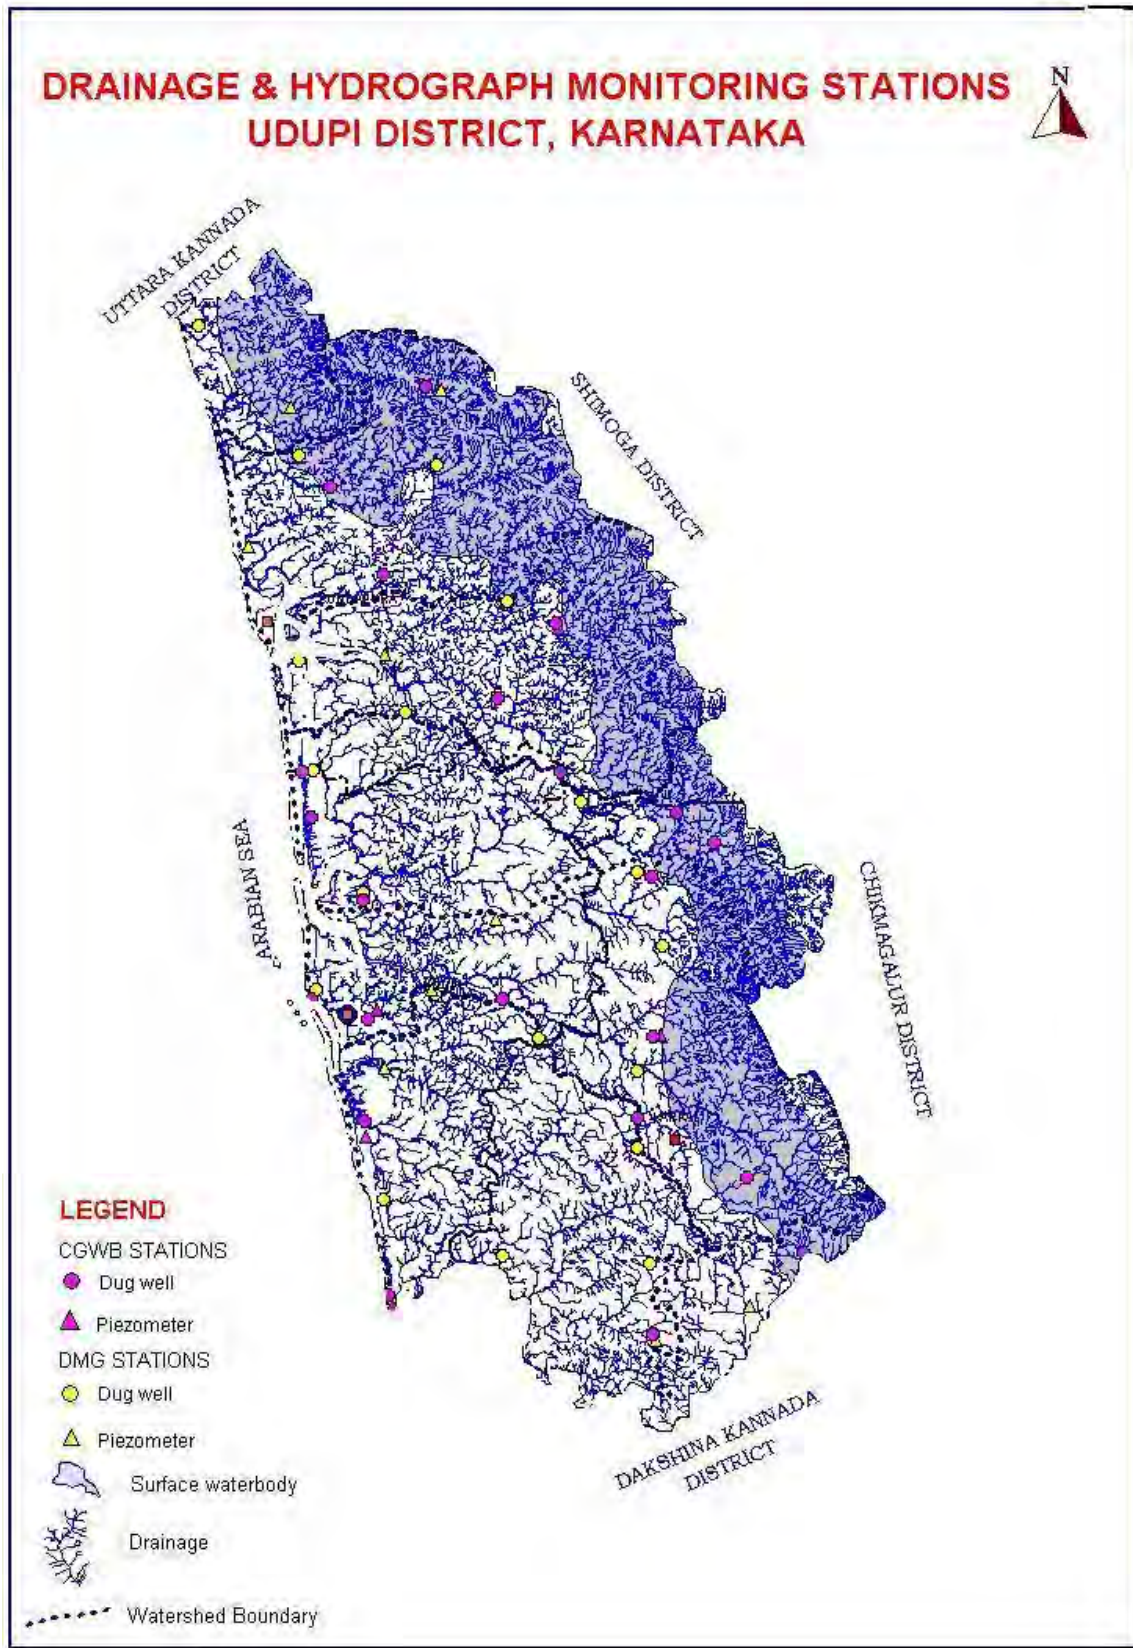 DRAINAGE & HYDROGRAPH MONITORING STATIONS
UDUPI DISTRICT, KARNATAKA
N
UTTARA KANNADA
DISTRICT
SHIMOGA DISTRICT
ARABIAN SEA
CHIKMAGALUR DISTRICT
LEGEND
CGWB STATIONS
Dug well
Piezometer
DMG STATIONS
Dug well
Piezometer
Surface waterbody
Drainage
Watershed Boundary
DAKSHINA KANNADA
DISTRICT